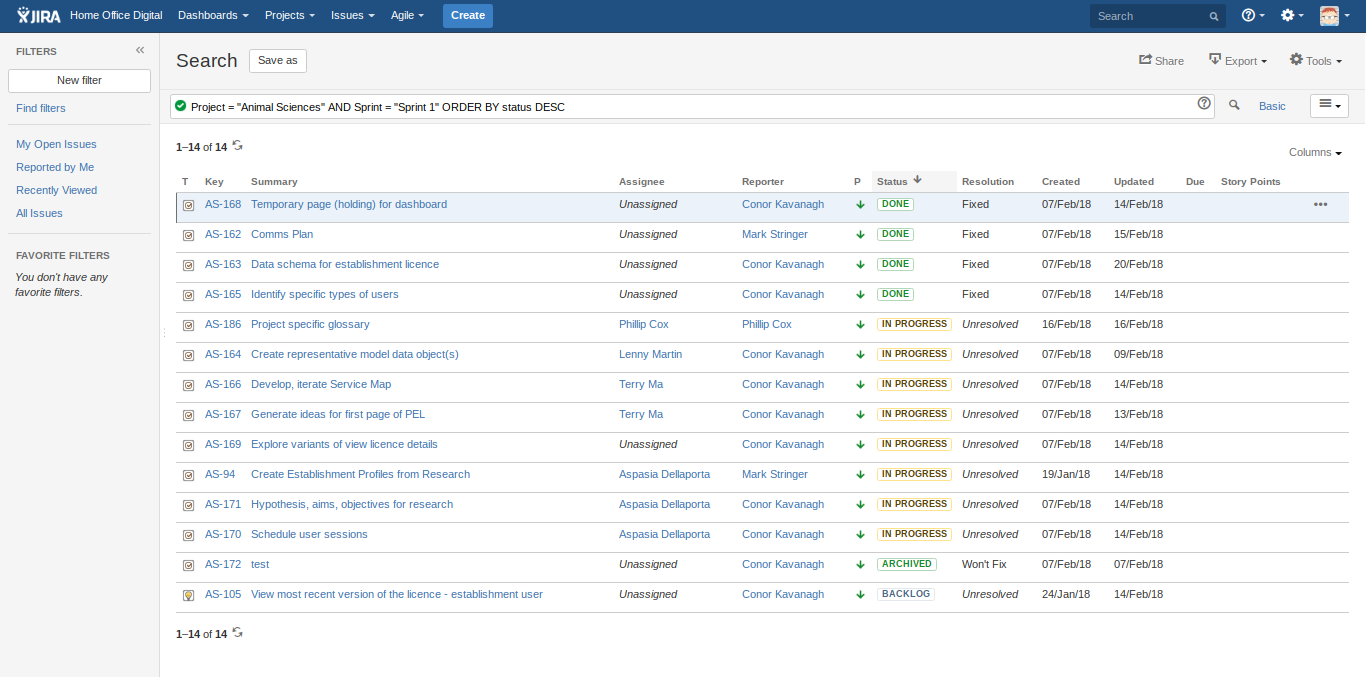 JIRA Home Office Digital Dashboards Projects Issues Agile Create Search
FILTERS
New filter
Find filters
My Open Issues
Reported by Me
Recently Viewed
All Issues
FAVORITE FILTERS
You don't have any
favorite filters.
Search Save as Share Export Tools
Project = "Animal Sciences" AND Sprint = "Sprint 1" ORDER BY status DESC Basic
1–14 of 14
Columns
T Key Summary Assignee Reporter P Status Resolution Created Updated Due Story Points
AS-168 Temporary page (holding) for dashboard Unassigned Conor Kavanagh DONE Fixed 07/Feb/18 14/Feb/18
AS-162 Comms Plan Unassigned Mark Stringer DONE Fixed 07/Feb/18 15/Feb/18
AS-163 Data schema for establishment licence Unassigned Conor Kavanagh DONE Fixed 07/Feb/18 20/Feb/18
AS-165 Identify specific types of users Unassigned Conor Kavanagh DONE Fixed 07/Feb/18 14/Feb/18
AS-186 Project specific glossary Phillip Cox Phillip Cox IN PROGRESS Unresolved 16/Feb/18 16/Feb/18
AS-164 Create representative model data object(s) Lenny Martin Conor Kavanagh IN PROGRESS Unresolved 07/Feb/18 09/Feb/18
AS-166 Develop, iterate Service Map Terry Ma Conor Kavanagh IN PROGRESS Unresolved 07/Feb/18 14/Feb/18
AS-167 Generate ideas for first page of PEL Terry Ma Conor Kavanagh IN PROGRESS Unresolved 07/Feb/18 13/Feb/18
AS-169 Explore variants of view licence details Unassigned Conor Kavanagh IN PROGRESS Unresolved 07/Feb/18 14/Feb/18
AS-94 Create Establishment Profiles from Research Aspasia Dellaporta Mark Stringer IN PROGRESS Unresolved 19/Jan/18 14/Feb/18
AS-171 Hypothesis, aims, objectives for research Aspasia Dellaporta Conor Kavanagh IN PROGRESS Unresolved 07/Feb/18 14/Feb/18
AS-170 Schedule user sessions Aspasia Dellaporta Conor Kavanagh IN PROGRESS Unresolved 07/Feb/18 14/Feb/18
AS-172 test Unassigned Conor Kavanagh ARCHIVED Won't Fix 07/Feb/18 07/Feb/18
AS-105 View most recent version of the licence - establishment user Unassigned Conor Kavanagh BACKLOG Unresolved 24/Jan/18 14/Feb/18
1–14 of 14